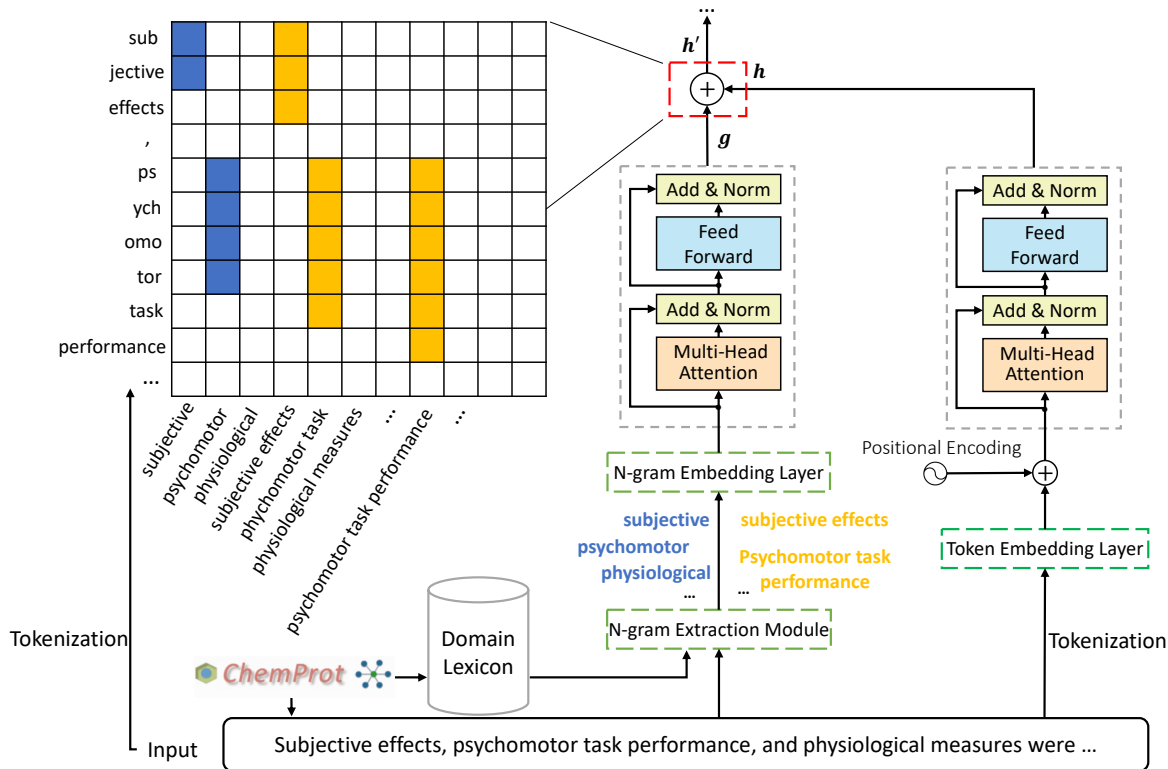 ...
h′
h
g
sub
jective
effects
,
ps
ych
omo
tor
task
performance
...
subjective
psychomotor
physiological
subjective effects
phychomotor task
physiological measures
...
psychomotor task performance
...
Add & Norm
Feed
Forward
Add & Norm
Multi-Head
Attention
Add & Norm
Feed
Forward
Add & Norm
Multi-Head
Attention
Positional Encoding
N-gram Embedding Layer
Token Embedding Layer
subjective
psychomotor
physiological
...
subjective effects
Psychomotor task
performance
...
N-gram Extraction Module
Tokenization
Tokenization
Domain
Lexicon
ChemProt
Input
Subjective effects, psychomotor task performance, and physiological measures were ...